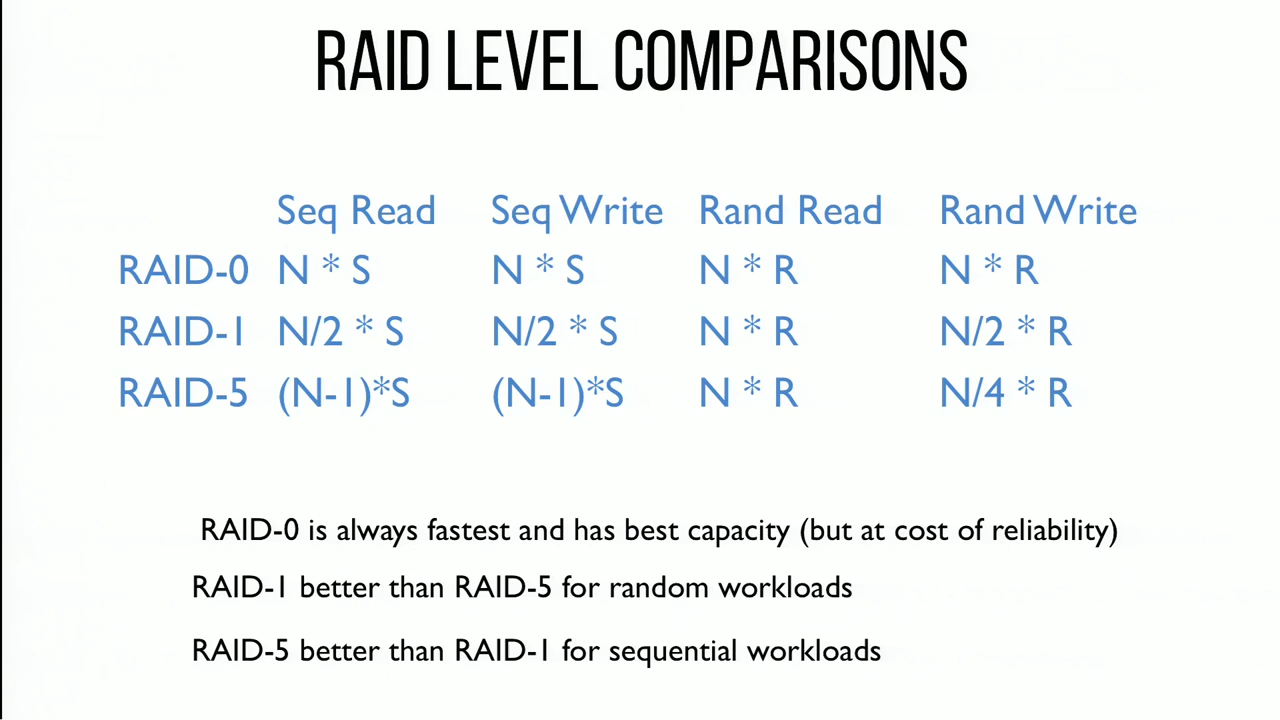 RAID LEVEL COMPARISONS
Seq Read Seq Write Rand Read Rand Write
RAID-0 N * S N * S N * R N * R
RAID-1 N/2 * S N/2 * S N * R N/2 * R
RAID-5 (N-1)*S (N-1)*S N * R N/4 * R
RAID-0 is always fastest and has best capacity (but at cost of reliability)
RAID-1 better than RAID-5 for random workloads
RAID-5 better than RAID-1 for sequential workloads